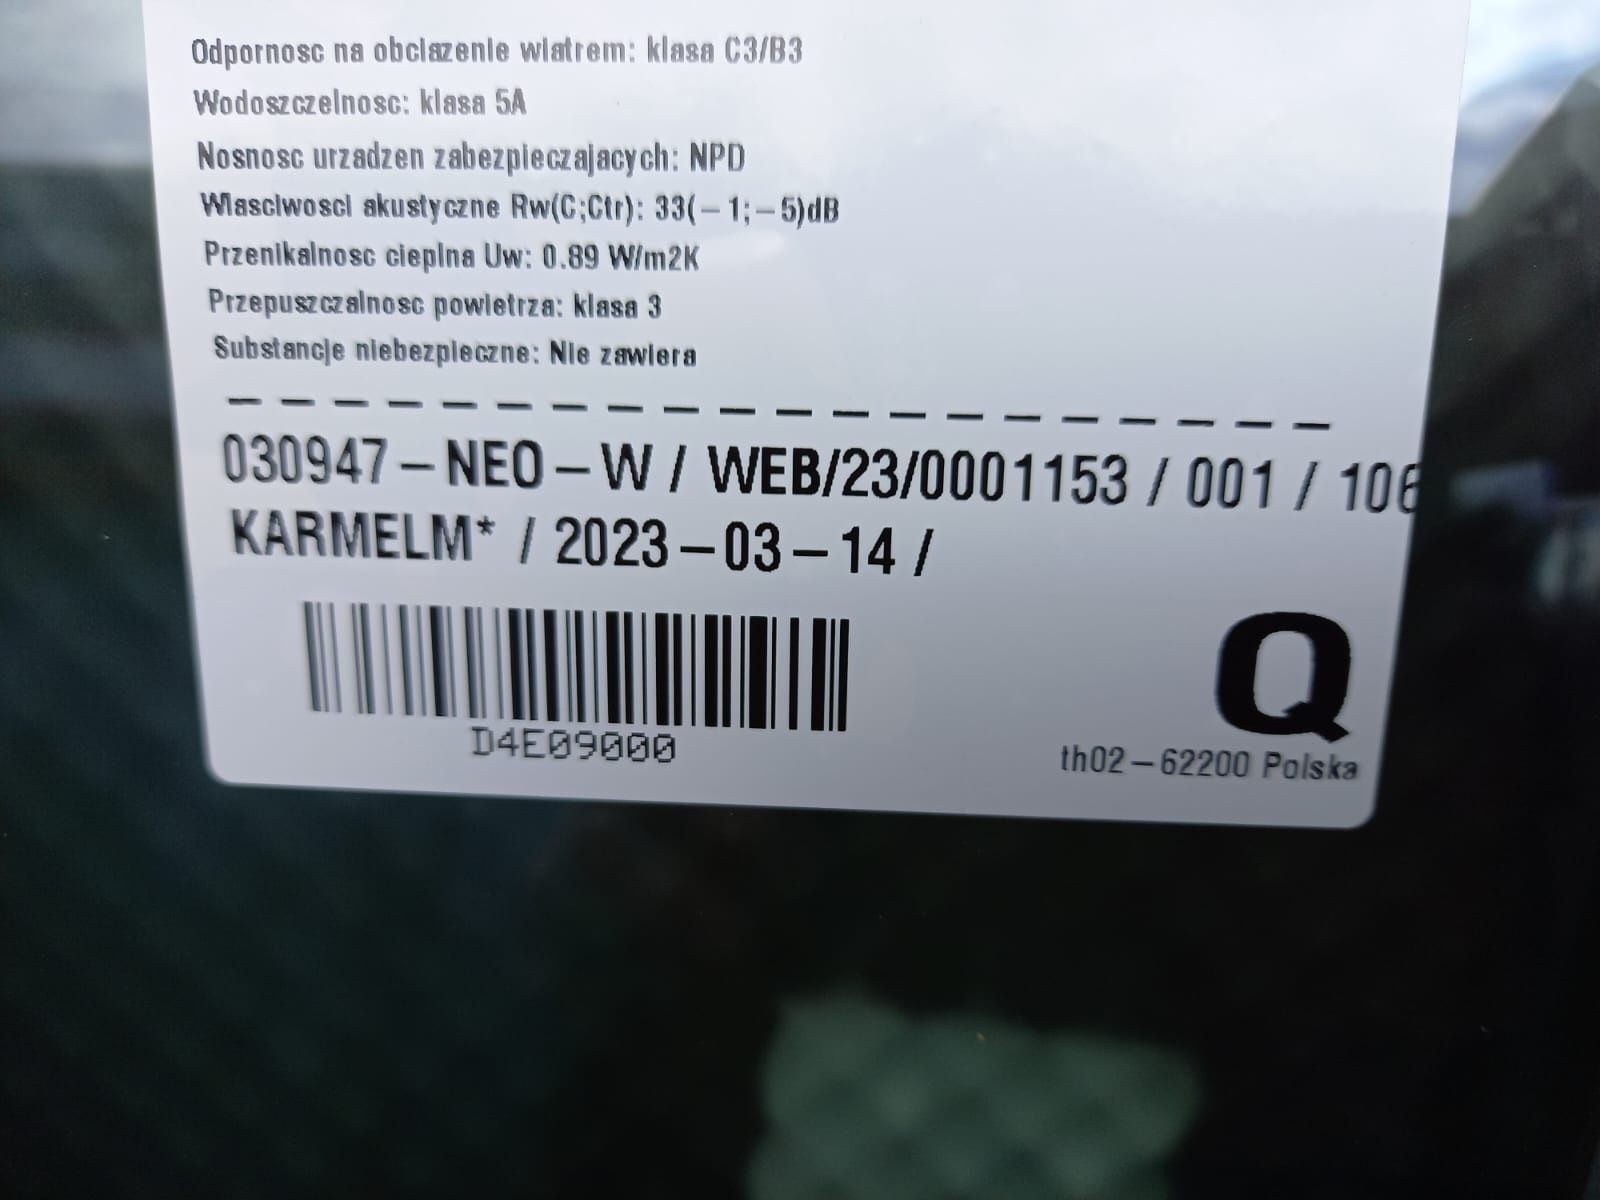 Odpornosc na obciazenie wiatrem: klasa C3/B3
Wodoszczelnosc: klasa 5A
Nosnosc urzadzen zabezpieczajacych: NPD
Wlasciwosci akustyczne Rw(C;Ctr): 33(-1;-5)dB
Przenikalnosc cieplna Uw: 0.89 W/m2K
Przepuszczalnosc powietrza: klasa 3
Substancje niebezpieczne: Nie zawiera
030947-NEO-W / WEB/23/0001153 / 001 / 106
KARMELM* / 2023-03-14 /
D4E09000
Q
th02-62200 Polska